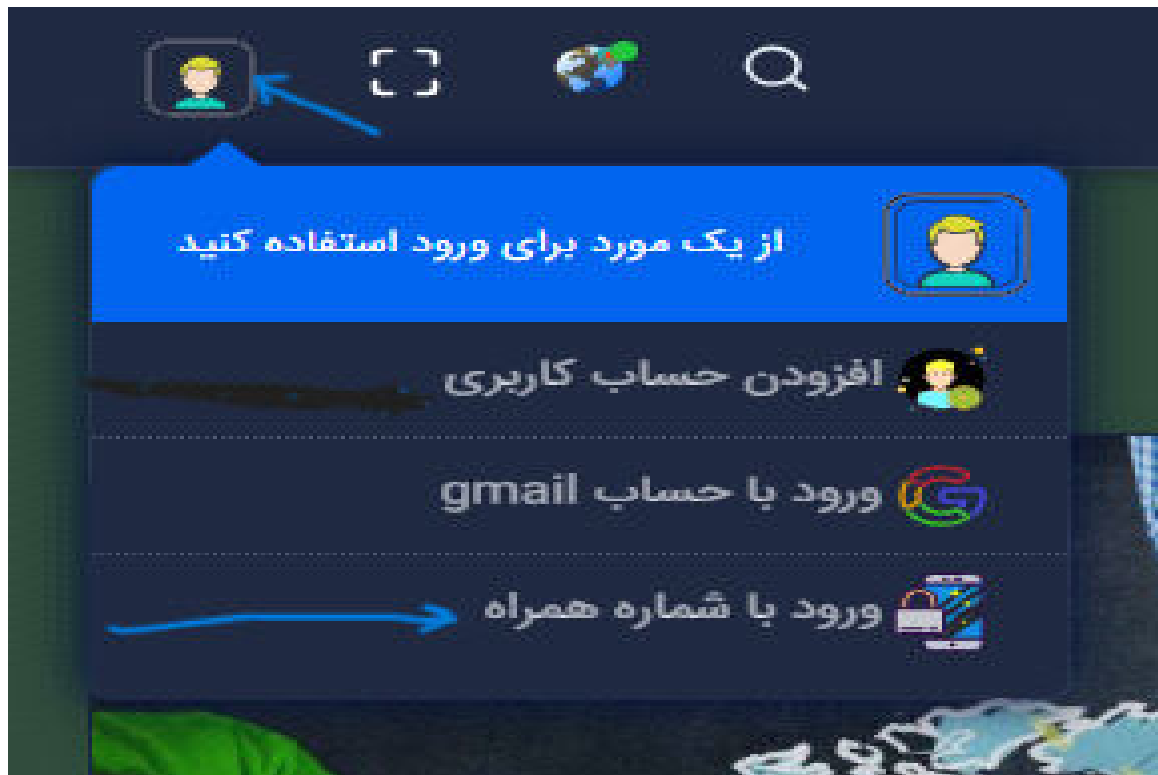 از یک مورد برای ورود استفاده کنید
افزودن حساب کاربری
ورود با حساب gmail
ورود با شماره همراه